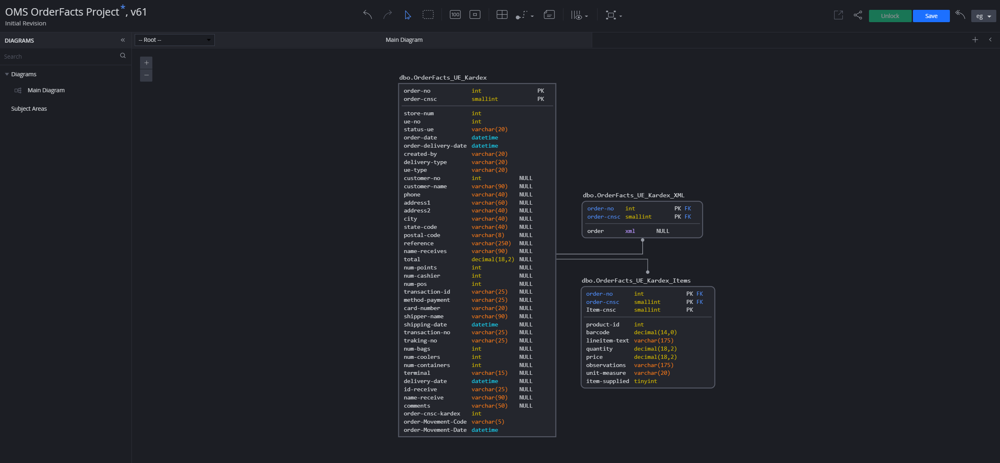 OMS OrderFacts Project*, v61
Initial Revision
100
Unlock
Save
eg
DIAGRAMS
-- Root --
Main Diagram
Search
Diagrams
Main Diagram
Subject Areas
dbo.OrderFacts_UE_Kardex
order-no int PK
order-cnsc smallint PK
store-num int
ue-no int
status-ue varchar(20)
order-date datetime
order-delivery-date datetime
created-by varchar(20)
delivery-type varchar(20)
ue-type varchar(20)
customer-no int NULL
customer-name varchar(90) NULL
phone varchar(40) NULL
address1 varchar(60) NULL
address2 varchar(40) NULL
city varchar(40) NULL
state-code varchar(40) NULL
postal-code varchar(8) NULL
reference varchar(250) NULL
name-receives varchar(90) NULL
total decimal(18,2) NULL
num-points int NULL
num-cashier int NULL
num-pos int NULL
transaction-id varchar(25) NULL
method-payment varchar(25) NULL
card-number varchar(20) NULL
shipper-name varchar(90) NULL
shipping-date datetime NULL
transaction-no varchar(25) NULL
traking-no varchar(25) NULL
num-bags int NULL
num-coolers int NULL
num-containers int NULL
terminal varchar(15) NULL
delivery-date datetime NULL
id-receive varchar(25) NULL
name-receive varchar(90) NULL
comments varchar(50) NULL
order-cnsc-kardex int
order-Movement-Code varchar(5)
order-Movement-Date datetime
dbo.OrderFacts_UE_Kardex_XML
order-no int PK FK
order-cnsc smallint PK FK
order xml NULL
dbo.OrderFacts_UE_Kardex_Items
order-no int PK FK
order-cnsc smallint PK FK
Item-cnsc smallint PK
product-id int
barcode decimal(14,0)
lineitem-text varchar(175)
quantity decimal(18,2)
price decimal(18,2)
observations varchar(175)
unit-measure varchar(20)
item-supplied tinyint